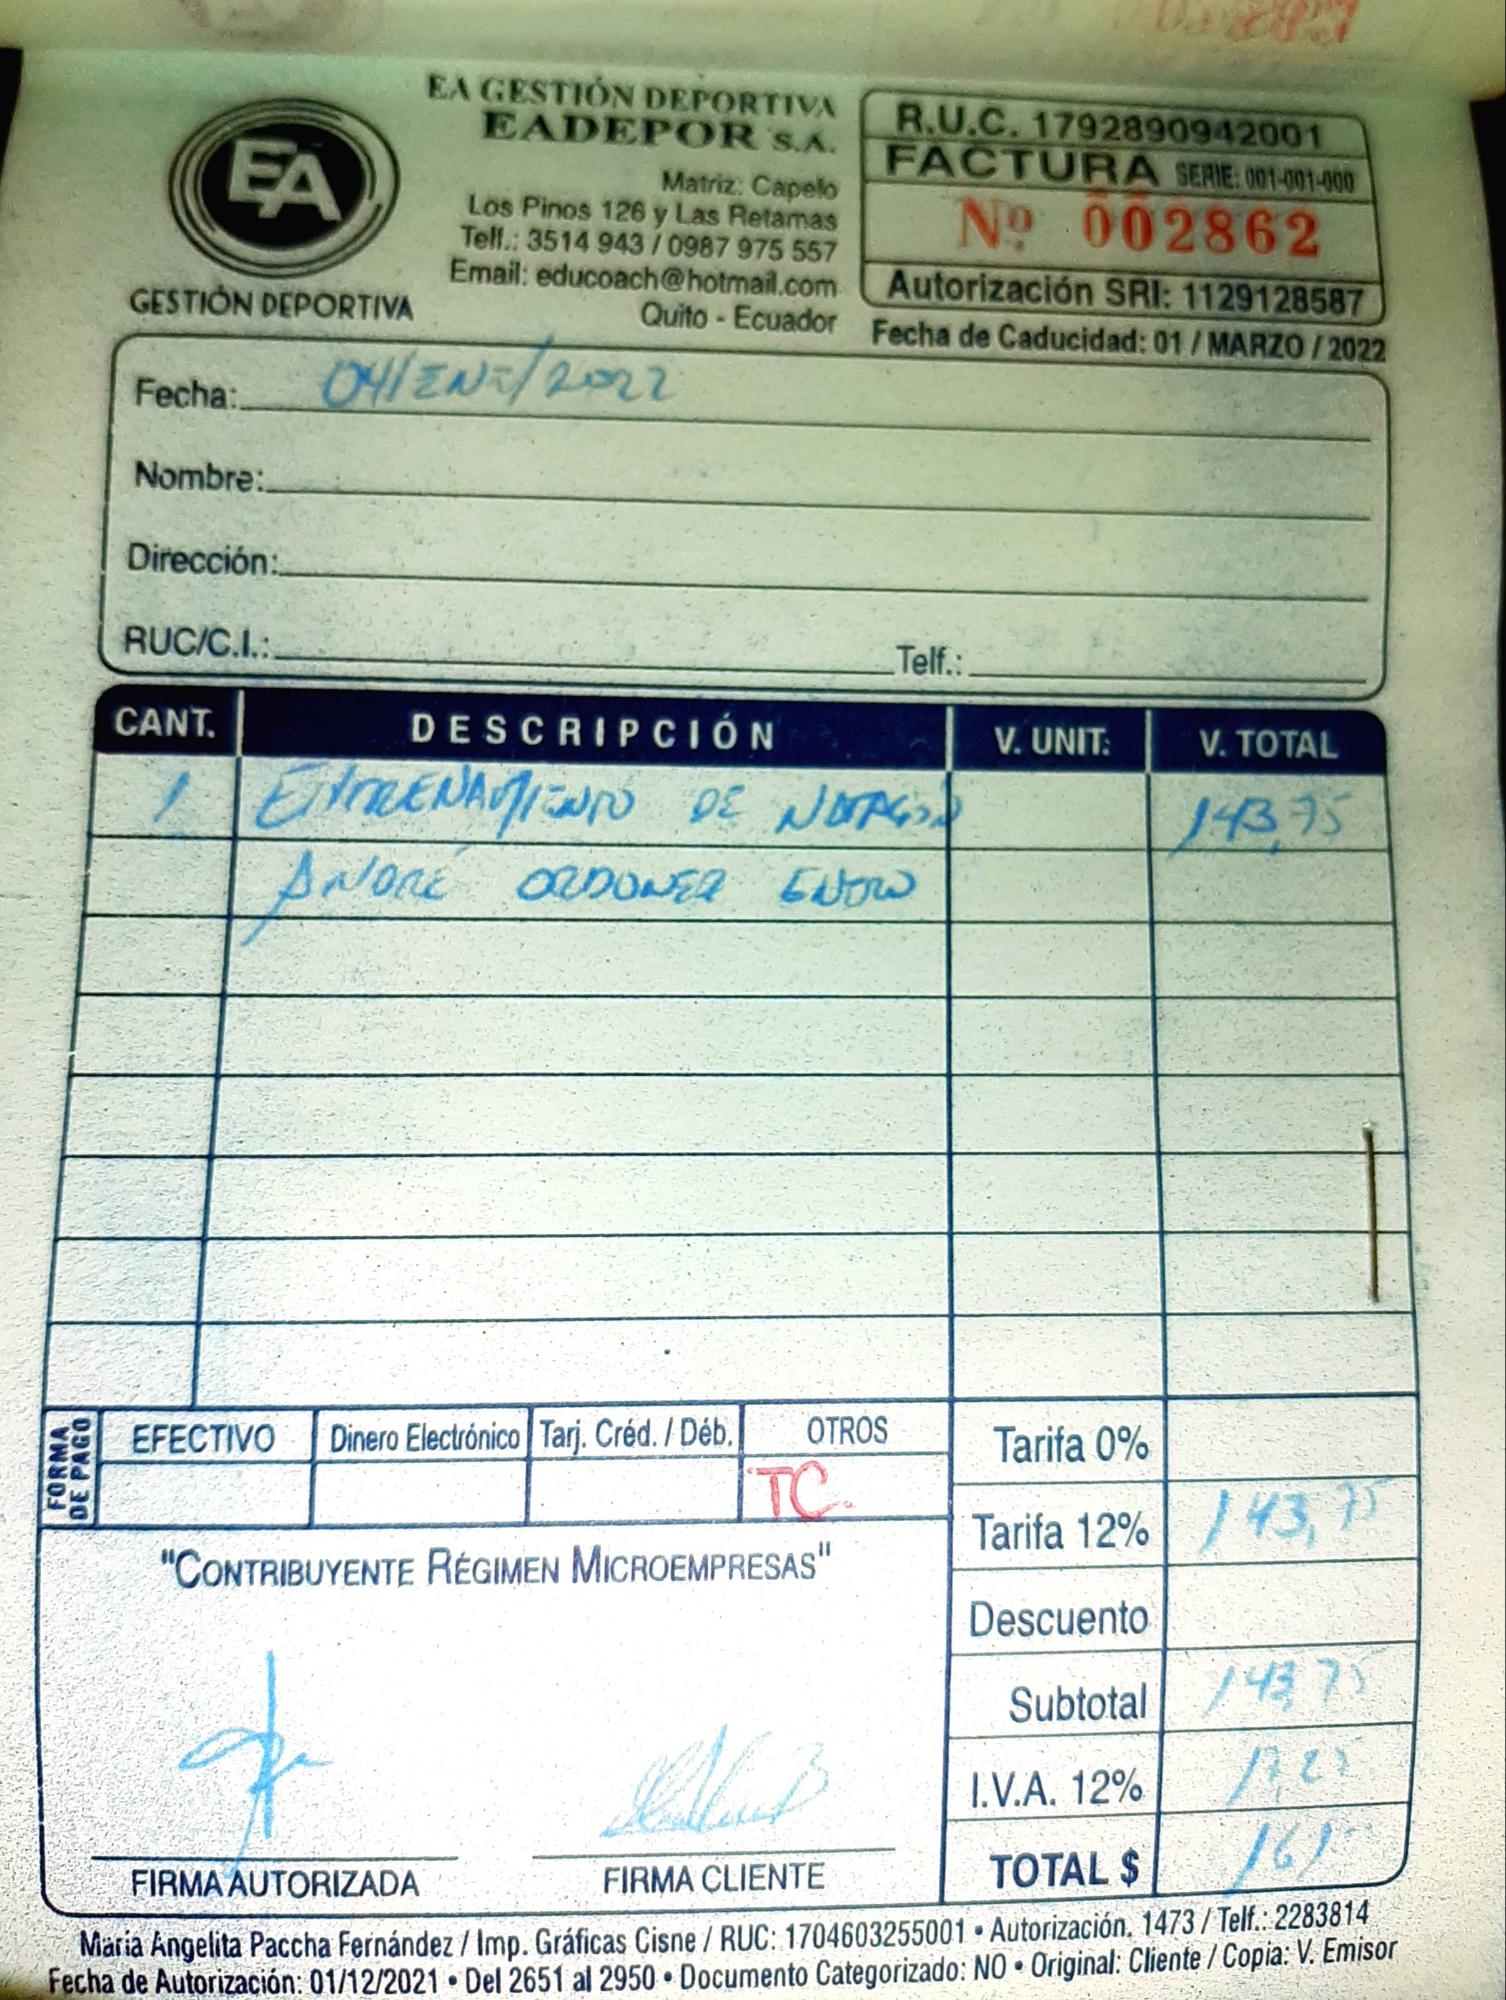 EA GESTIÓN DEPORTIVA
EADEPOR S.A.
EA
GESTIÓN DEPORTIVA
Matriz: Capelo
Los Pinos 126 y Las Retamas
Telf.: 3514 943 / 0987 975 557
Email: educoach@hotmail.com
Quito - Ecuador
R.U.C. 1792890942001
FACTURA SERIE: 001-001-000
Nº 002862
Autorización SRI: 1129128587
Fecha de Caducidad: 01 / MARZO / 2022
Fecha: 04/ENE/2022
Nombre:
Dirección:
RUC/C.I.: Telf.:
CANT. DESCRIPCIÓN V. UNIT. V. TOTAL
1 ENTRENAMIENTO DE NATACIÓN 143,75
ANDRÉ ORDOÑEZ ENERO
FORMA DE PAGO
EFECTIVO Dinero Electrónico Tarj. Créd. / Déb. OTROS
TC.
Tarifa 0%
Tarifa 12% 143,75
Descuento
Subtotal 143,75
I.V.A. 12% 17,25
TOTAL $ 161
"CONTRIBUYENTE RÉGIMEN MICROEMPRESAS"
FIRMA AUTORIZADA FIRMA CLIENTE
Maria Angelita Paccha Fernández / Imp. Gráficas Cisne / RUC: 1704603255001 • Autorización. 1473 / Telf.: 2283814
Fecha de Autorización: 01/12/2021 • Del 2651 al 2950 • Documento Categorizado: NO • Original: Cliente / Copia: V. Emisor